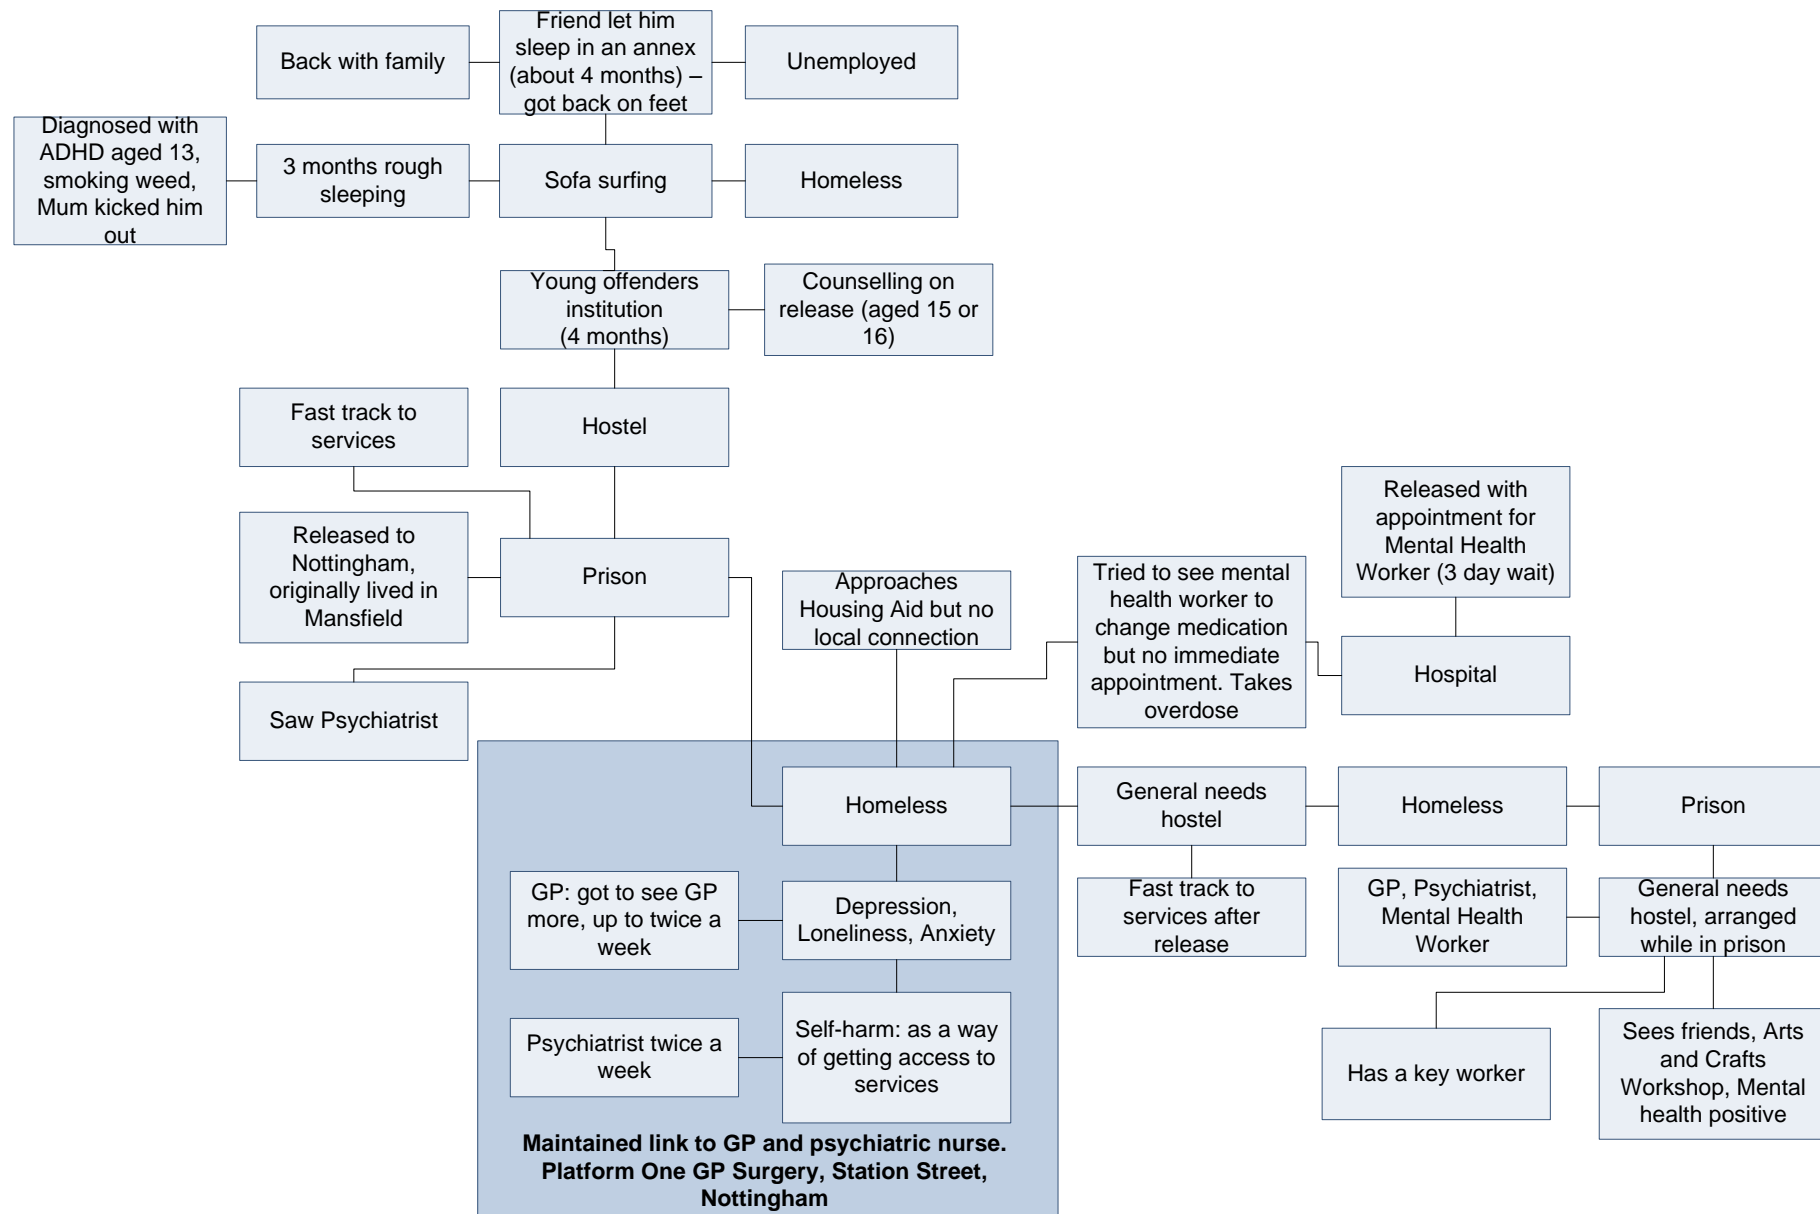 Back with family
Friend let him
sleep in an annex
(about 4 months) –
got back on feet
Unemployed
Diagnosed with
ADHD aged 13,
smoking weed,
Mum kicked him
out
3 months rough
sleeping
Sofa surfing
Homeless
Young offenders
institution
(4 months)
Counselling on
release (aged 15 or
16)
Fast track to
services
Hostel
Released to
Nottingham,
originally lived in
Mansfield
Prison
Saw Psychiatrist
Approaches
Housing Aid but no
local connection
Tried to see mental
health worker to
change medication
but no immediate
appointment. Takes
overdose
Released with
appointment for
Mental Health
Worker (3 day wait)
Hospital
Homeless
General needs
hostel
Homeless
Prison
GP: got to see GP
more, up to twice a
week
Depression,
Loneliness, Anxiety
Fast track to
services after
release
GP, Psychiatrist,
Mental Health
Worker
General needs
hostel, arranged
while in prison
Psychiatrist twice a
week
Self-harm: as a way
of getting access to
services
Has a key worker
Sees friends, Arts
and Crafts
Workshop, Mental
health positive
Maintained link to GP and psychiatric nurse.
Platform One GP Surgery, Station Street,
Nottingham